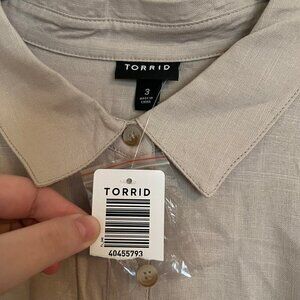 TORRID
3
MADE IN
CHINA
TORRID
40455793